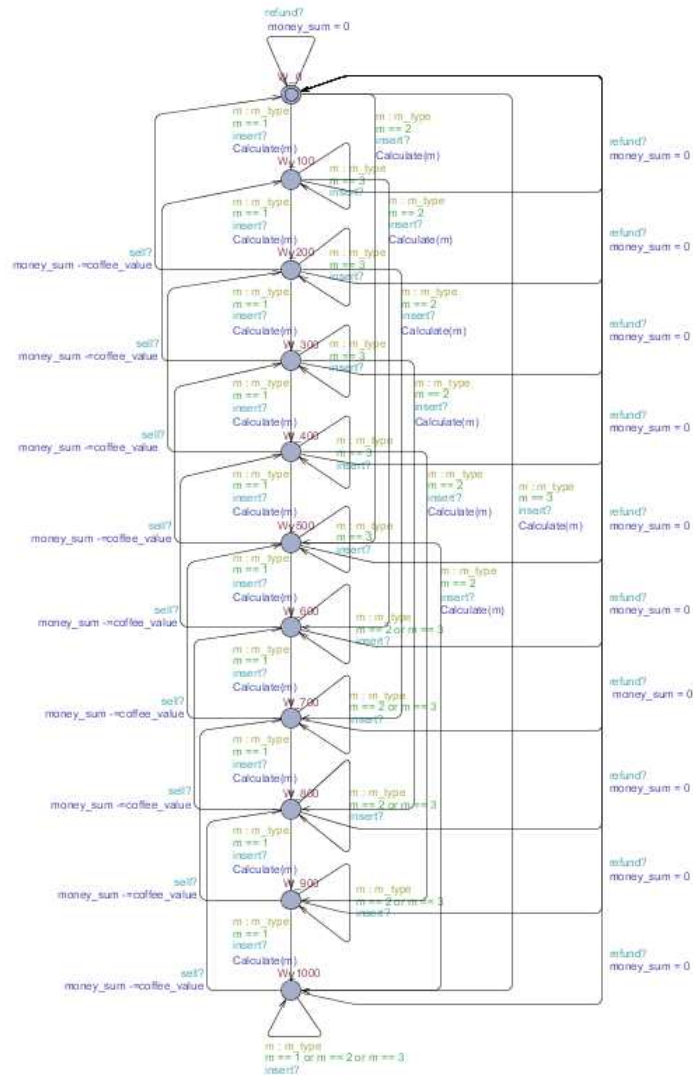 refund?
money_sum = 0
W_0
m : m_type
m == 1
insert?
Calculate(m)
m : m_type
m == 2
insert?
Calculate(m)
refund?
money_sum = 0
W_100
m : m_type
m == 3
insert?
m : m_type
m == 1
insert?
Calculate(m)
m : m_type
m == 2
insert?
Calculate(m)
refund?
money_sum = 0
sell?
money_sum -=coffee_value
W_200
m : m_type
m == 3
insert?
m : m_type
m == 1
insert?
Calculate(m)
m : m_type
m == 2
insert?
Calculate(m)
refund?
money_sum = 0
sell?
money_sum -=coffee_value
W_300
m : m_type
m == 3
insert?
m : m_type
m == 1
insert?
Calculate(m)
m : m_type
m == 2
insert?
Calculate(m)
refund?
money_sum = 0
sell?
money_sum -=coffee_value
W_400
m : m_type
m == 3
insert?
m : m_type
m == 1
insert?
Calculate(m)
m : m_type
m == 2
insert?
Calculate(m)
m : m_type
m == 3
insert?
Calculate(m)
refund?
money_sum = 0
sell?
money_sum -=coffee_value
W_500
m : m_type
m == 3
insert?
m : m_type
m == 1
insert?
Calculate(m)
m : m_type
m == 2
insert?
Calculate(m)
refund?
money_sum = 0
sell?
money_sum -=coffee_value
W_600
m : m_type
m == 2 or m == 3
insert?
m : m_type
m == 1
insert?
Calculate(m)
refund?
money_sum = 0
sell?
money_sum -=coffee_value
W_700
m : m_type
m == 2 or m == 3
insert?
m : m_type
m == 1
insert?
Calculate(m)
refund?
money_sum = 0
sell?
money_sum -=coffee_value
W_800
m : m_type
m == 2 or m == 3
insert?
m : m_type
m == 1
insert?
Calculate(m)
refund?
money_sum = 0
sell?
money_sum -=coffee_value
W_900
m : m_type
m == 2 or m == 3
insert?
m : m_type
m == 1
insert?
Calculate(m)
refund?
money_sum = 0
sell?
money_sum -=coffee_value
W_1000
m : m_type
m == 1 or m == 2 or m == 3
insert?